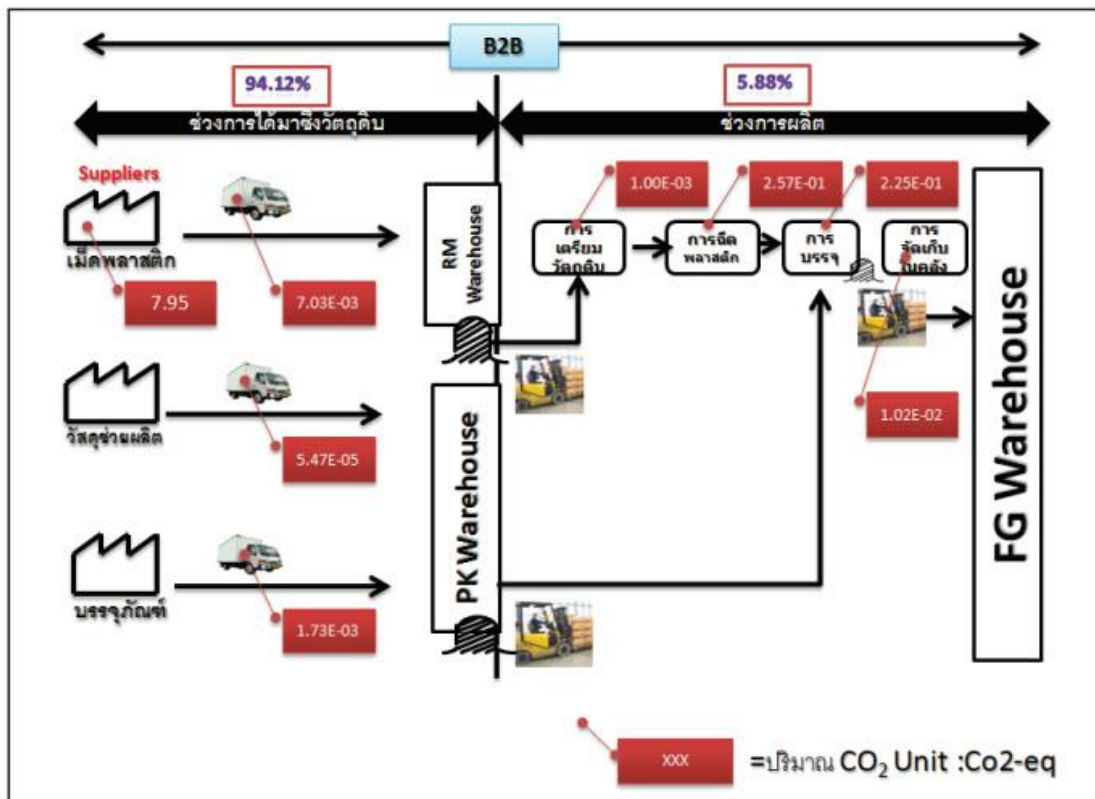 B2B
94.12%
5.88%
ช่วงการได้มาซึ่งวัตถุดิบ
ช่วงการผลิต
Suppliers
เม็ดพลาสติก
7.95
7.03E-03
RM
Warehouse
1.00E-03
2.57E-01
2.25E-01
การ
เตรียม
วัตถุดิบ
การฉีด
พลาสติก
การ
บรรจุ
การ
จัดเก็บ
ในคลัง
1.02E-02
FG Warehouse
วัสดุช่วยผลิต
5.47E-05
PK Warehouse
บรรจุภัณฑ์
1.73E-03
XXX
=ปริมาณ CO₂ Unit :Co2-eq